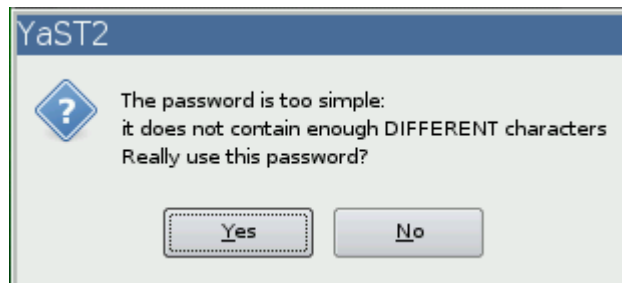 YaST2
?
The password is too simple:
it does not contain enough DIFFERENT characters
Really use this password?
Yes No